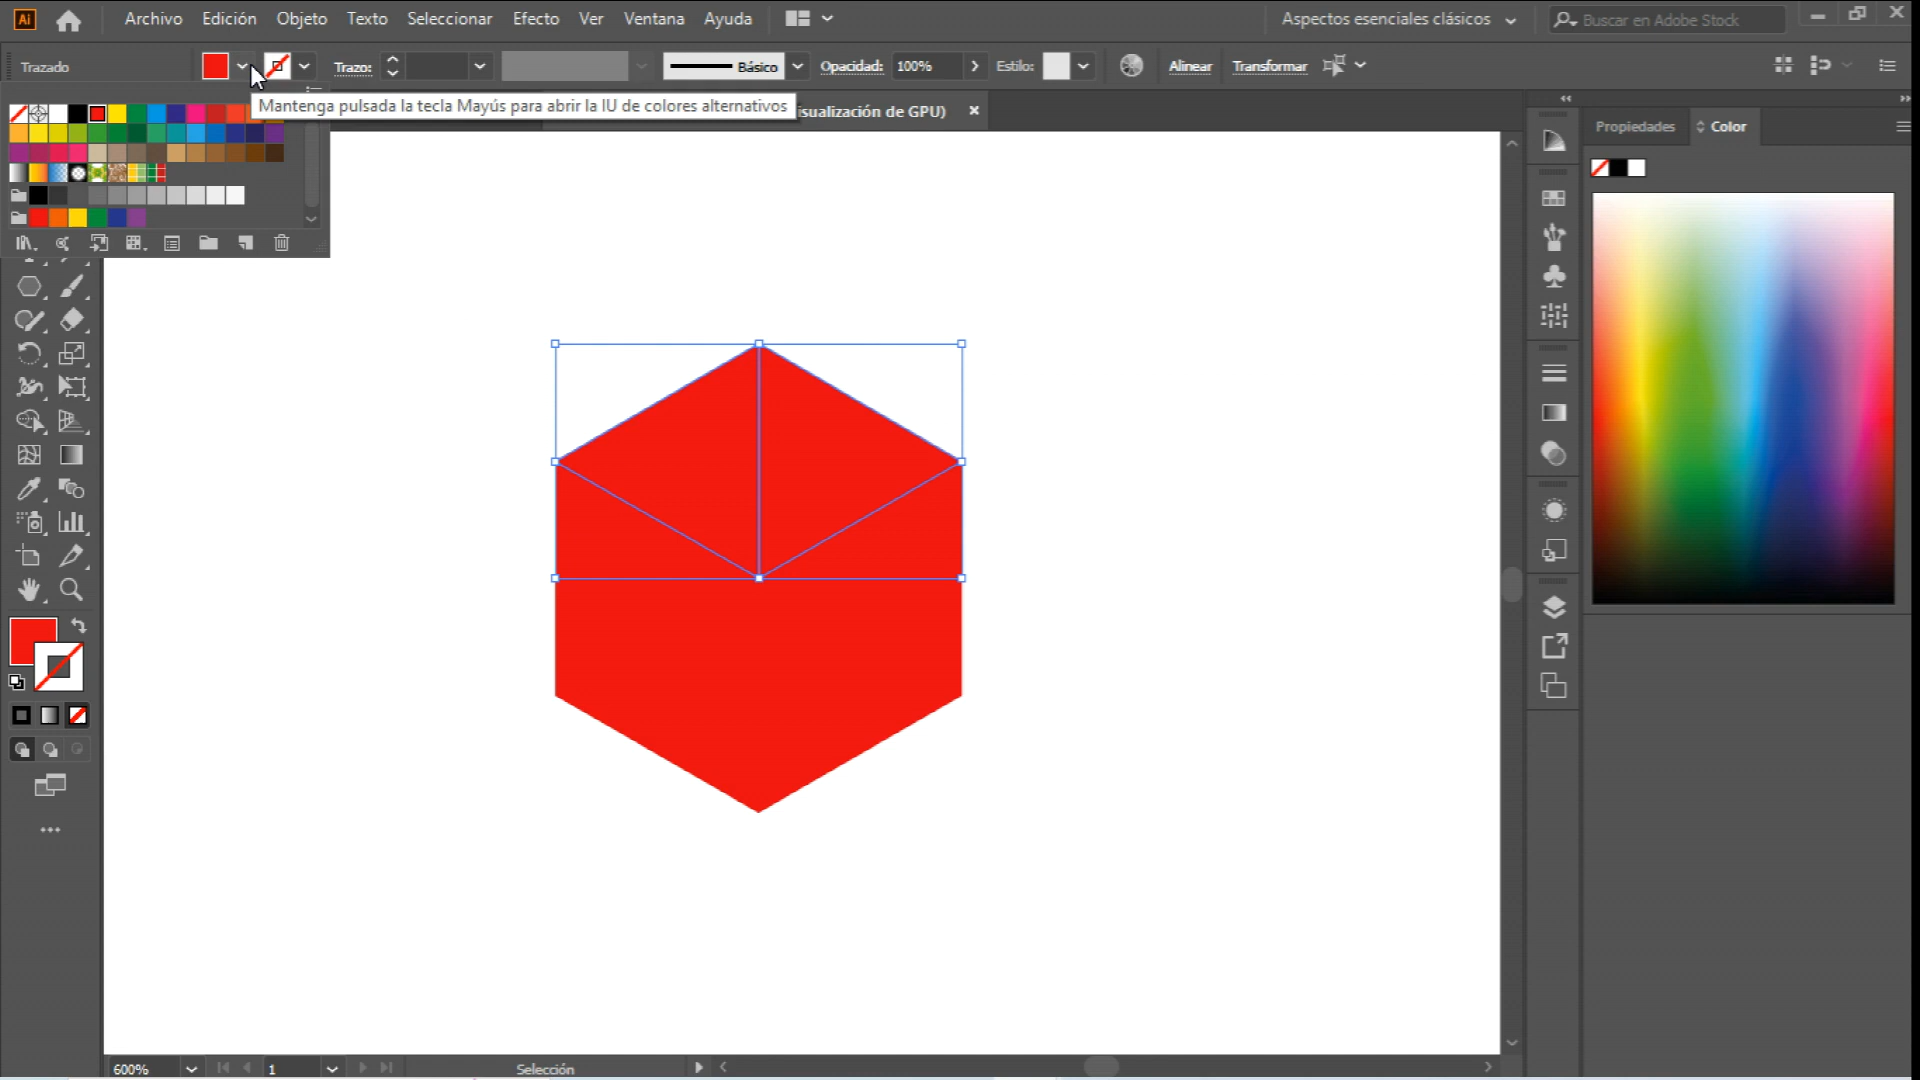 Ai Archivo Edición Objeto Texto Seleccionar Efecto Ver Ventana Ayuda Aspectos esenciales clásicos Buscar en Adobe Stock
Trazado Trazo: Básico Opacidad: 100% Estilo: Alinear Transformar
Mantenga pulsada la tecla Mayús para abrir la IU de colores alternativos
isualización de GPU)
Propiedades Color
600% 1 Selección